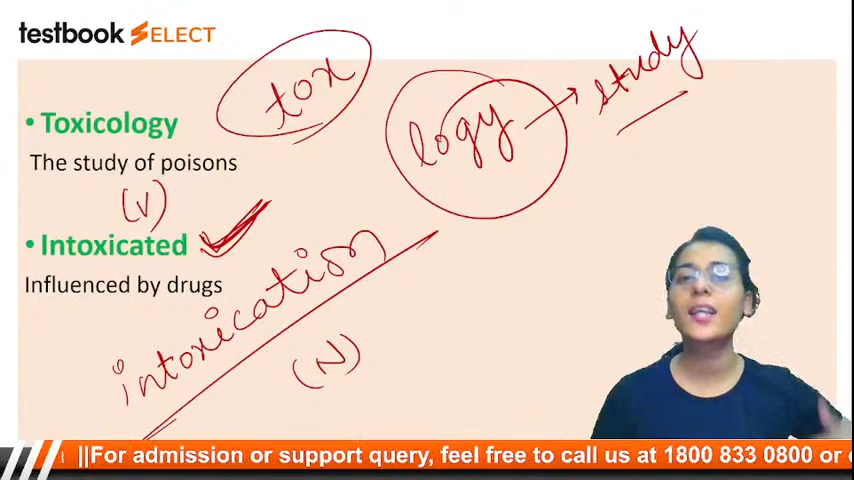 testbook SELECT
tox
logy → study
• Toxicology
The study of poisons
(V)
• Intoxicated
Influenced by drugs
intoxication
(N)
||For admission or support query, feel free to call us at 1800 833 0800 or